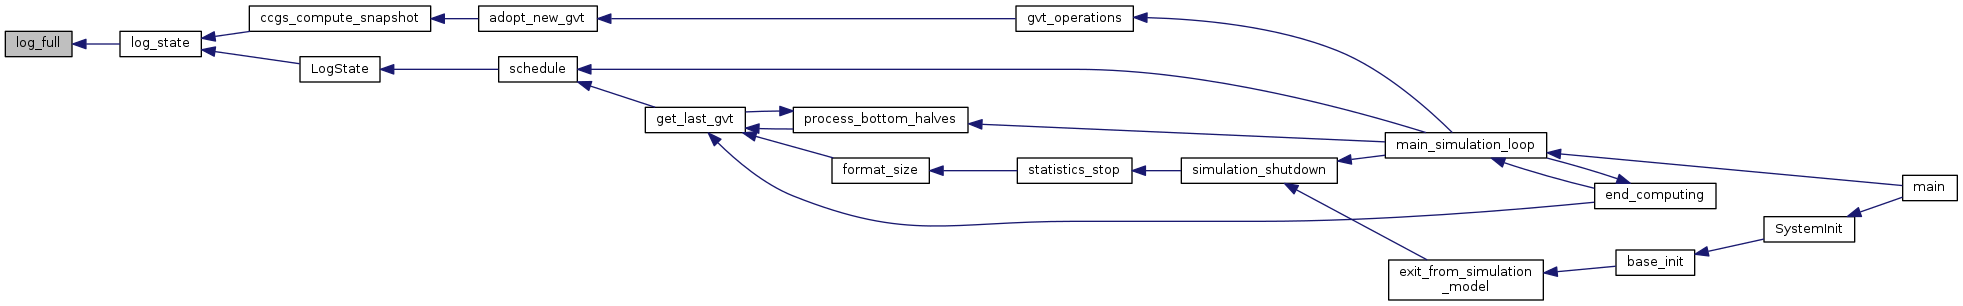 log_full
log_state
ccgs_compute_snapshot
adopt_new_gvt
gvt_operations
LogState
schedule
get_last_gvt
process_bottom_halves
format_size
statistics_stop
simulation_shutdown
main_simulation_loop
end_computing
main
SystemInit
base_init
exit_from_simulation
_model